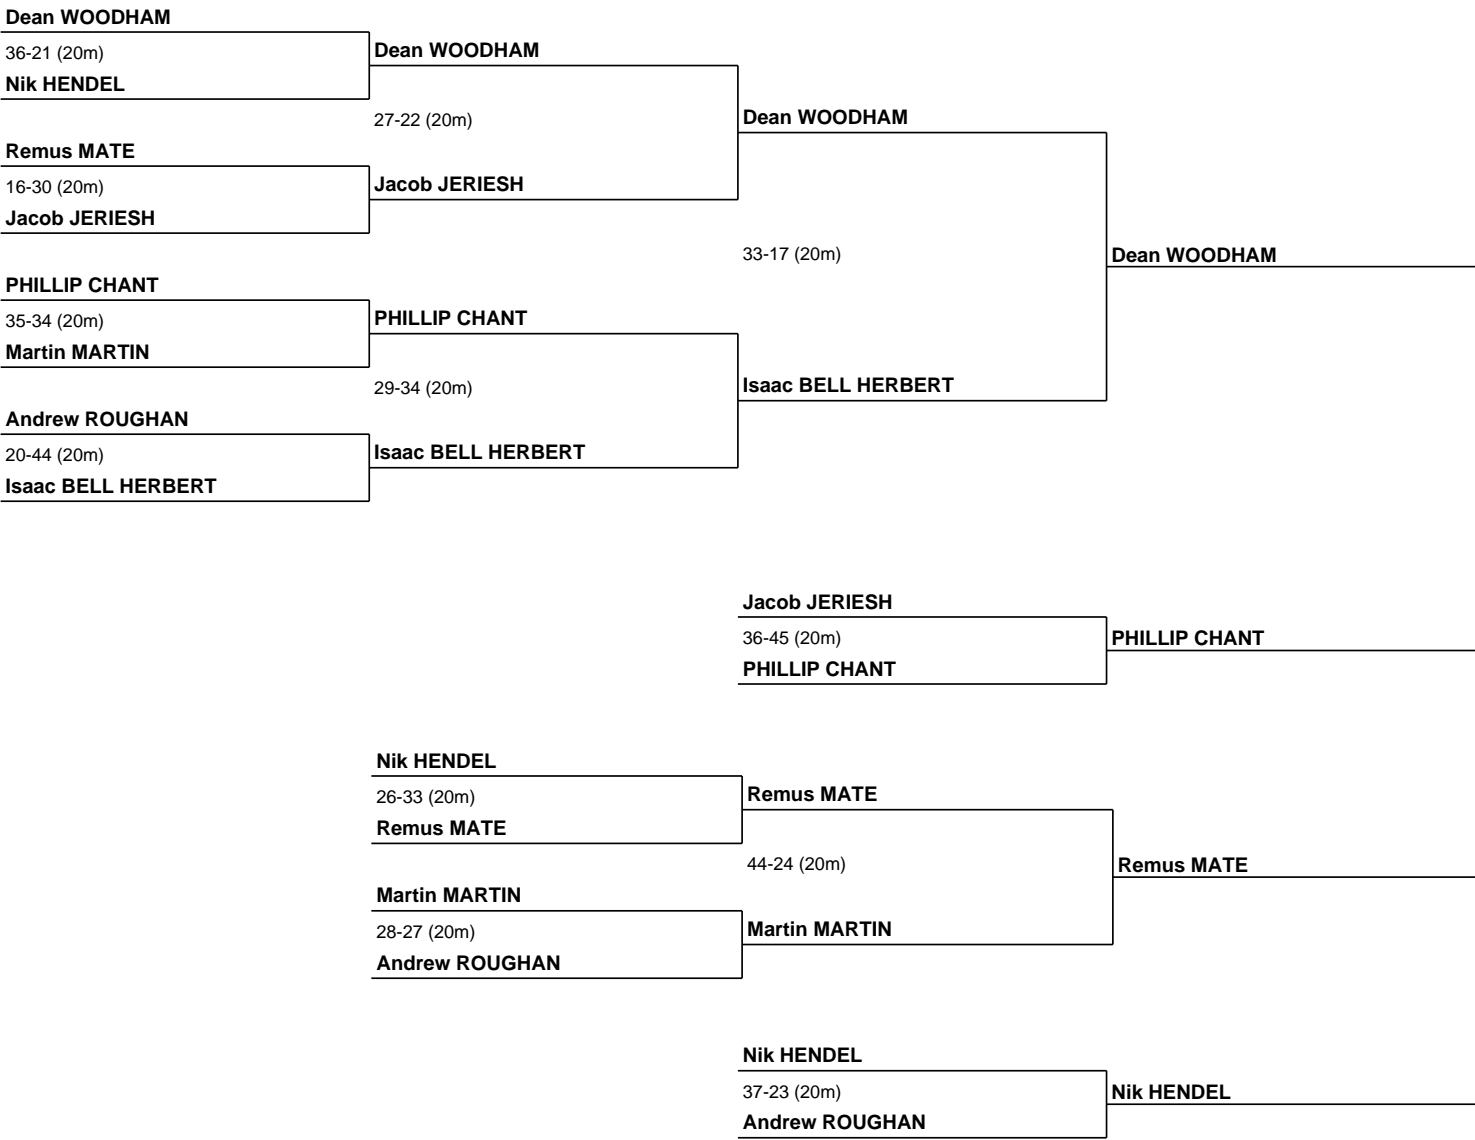 Dean WOODHAM
36-21 (20m)
Nik HENDEL
Dean WOODHAM
27-22 (20m)
Remus MATE
16-30 (20m)
Jacob JERIESH
Jacob JERIESH
Dean WOODHAM
33-17 (20m)
Dean WOODHAM
PHILLIP CHANT
35-34 (20m)
Martin MARTIN
PHILLIP CHANT
29-34 (20m)
Andrew ROUGHAN
20-44 (20m)
Isaac BELL HERBERT
Isaac BELL HERBERT
Isaac BELL HERBERT
Jacob JERIESH
36-45 (20m)
PHILLIP CHANT
PHILLIP CHANT
Nik HENDEL
26-33 (20m)
Remus MATE
Remus MATE
44-24 (20m)
Remus MATE
Martin MARTIN
28-27 (20m)
Andrew ROUGHAN
Martin MARTIN
Nik HENDEL
37-23 (20m)
Andrew ROUGHAN
Nik HENDEL